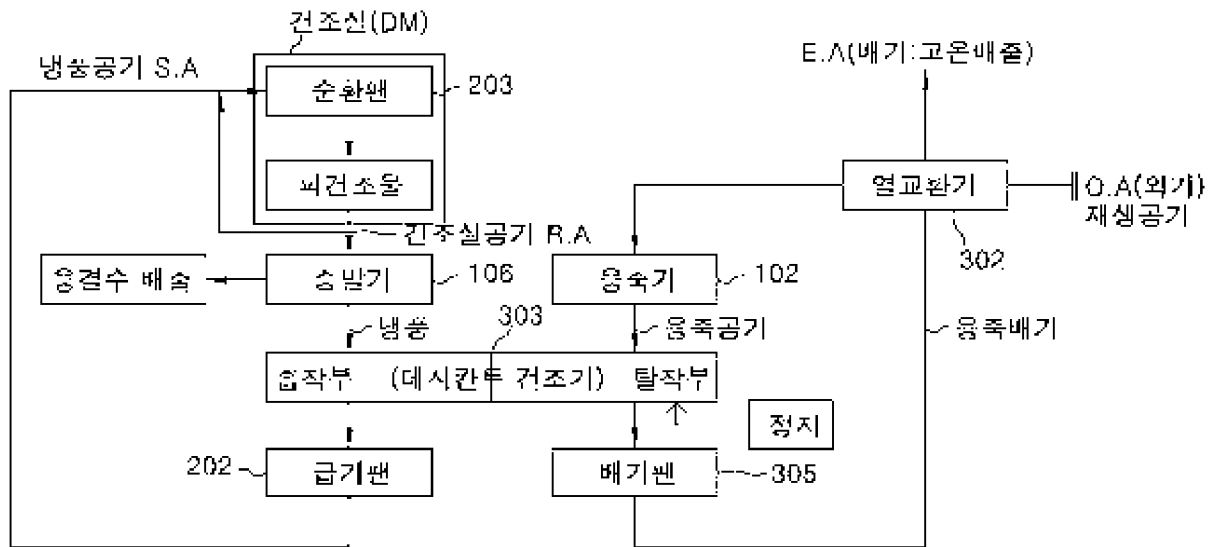 건조실(DM)
냉풍공기 S.A
순환팬
203
E.A(배기:고온배출)
피건조물
열교환기
O.A(외기)
재생공기
302
건조실공기 R.A
응결수 배출
증발기
106
응축기
102
냉풍
303
응축공기
응축배기
흡착부 (데시칸트 건조기) 탈착부
정지
202
급기팬
배기팬
305